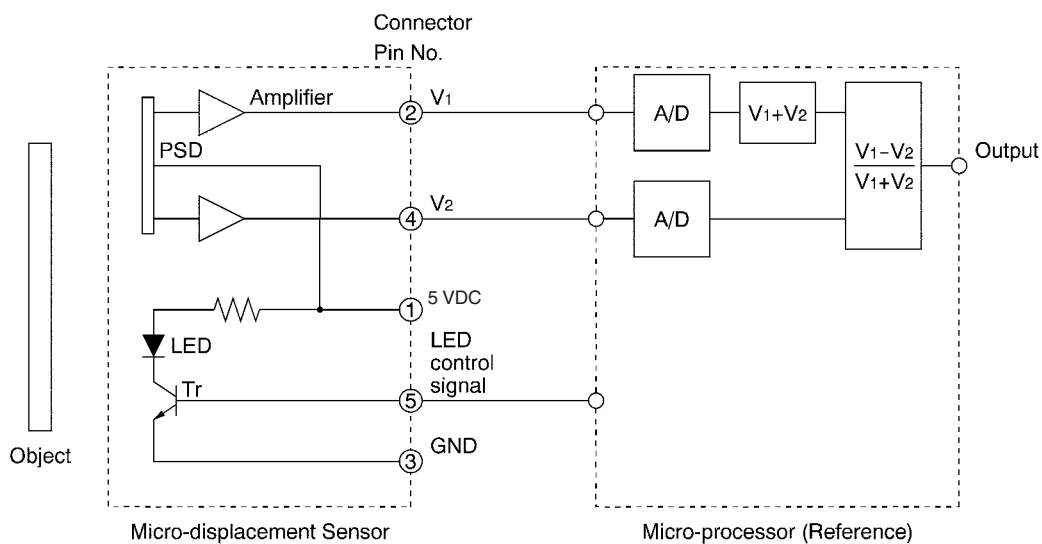 Connector
Pin No.
Amplifier
2
V1
A/D
V1+V2
PSD
V1−V2
V1+V2
Output
4
V2
A/D
1
5 VDC
LED
LED
control
signal
Tr
5
3
GND
Object
Micro-displacement Sensor
Micro-processor (Reference)